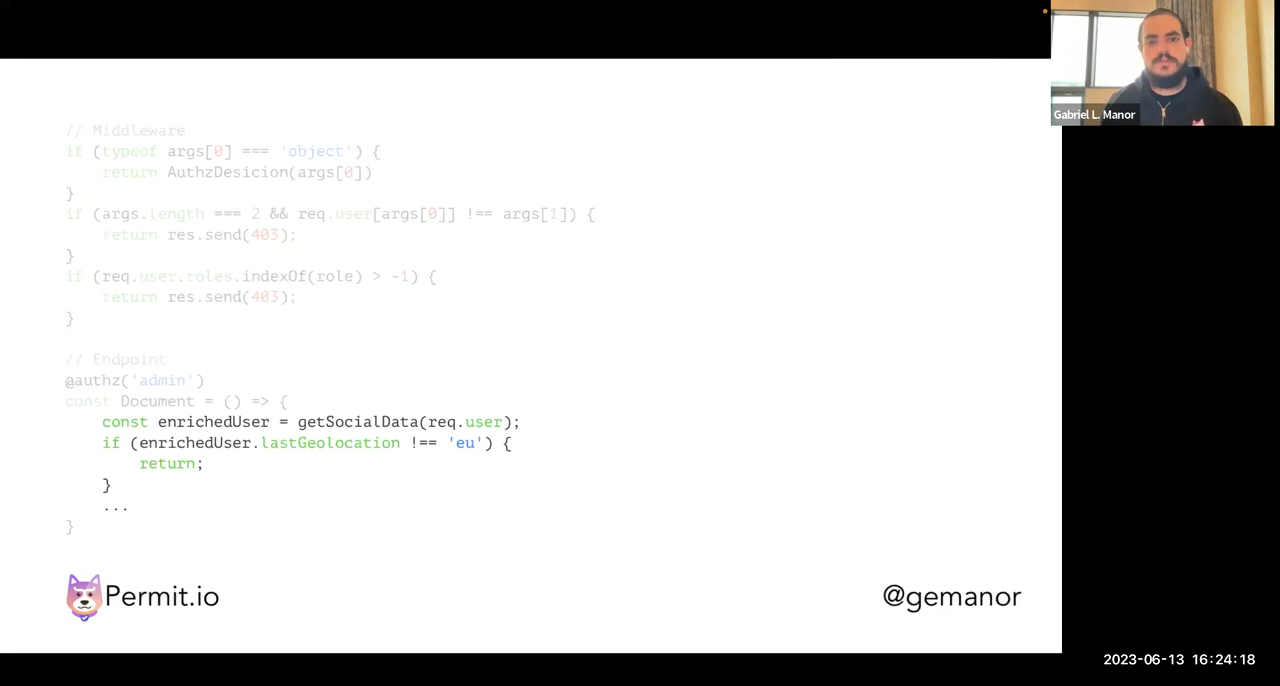 Gabriel L. Manor
// Middleware
if (typeof args[0] === 'object') {
return AuthzDesicion(args[0])
}
if (args.length === 2 && req.user[args[0]] !== args[1]) {
return res.send(403);
}
if (req.user.roles.indexOf(role) > -1) {
return res.send(403);
}
// Endpoint
@authz('admin')
const Document = () => {
const enrichedUser = getSocialData(req.user);
if (enrichedUser.lastGeolocation !== 'eu') {
return;
}
...
}
Permit.io
@gemanor
2023-06-13 16:24:18